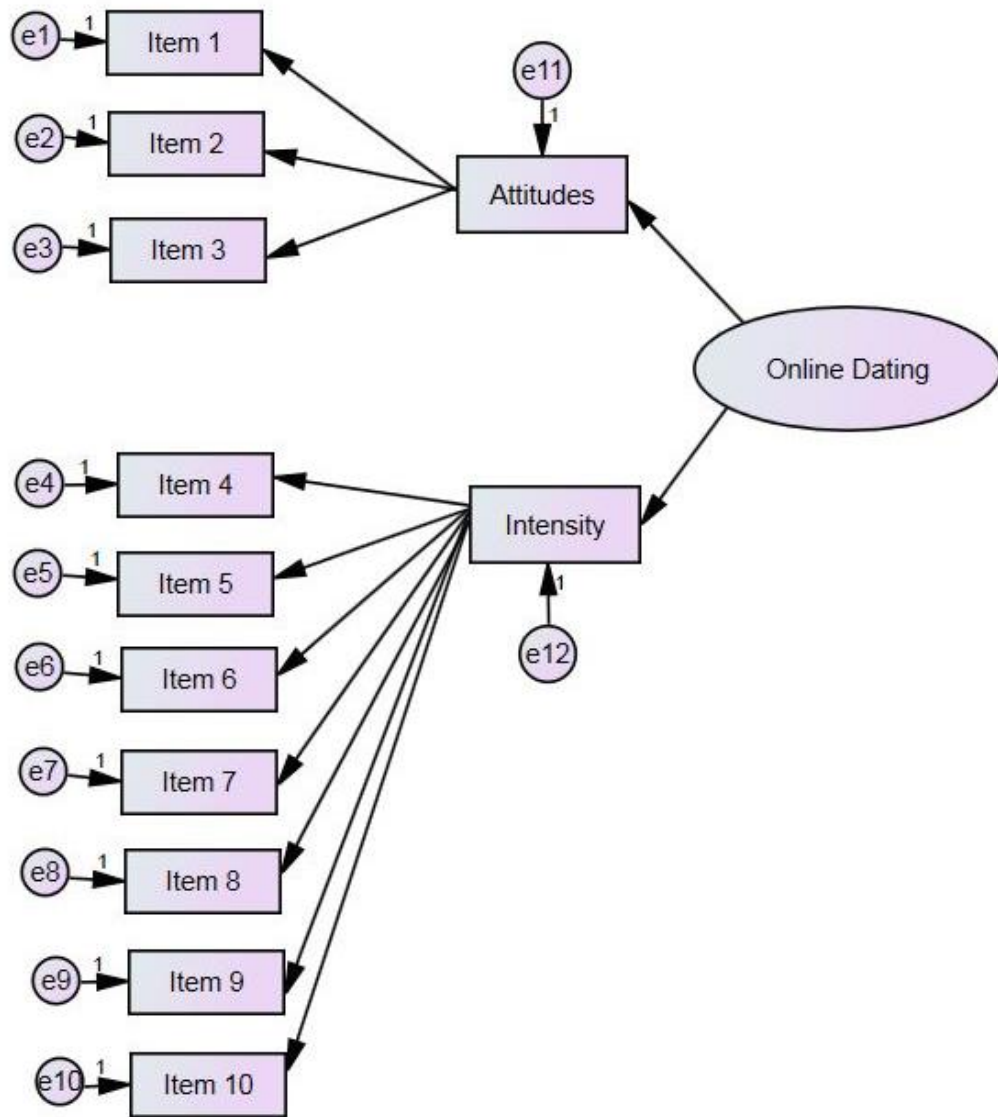 e1
1
Item 1
e2
1
Item 2
e3
1
Item 3
e11
1
Attitudes
Online Dating
e4
1
Item 4
e5
1
Item 5
e6
1
Item 6
e7
1
Item 7
e8
1
Item 8
e9
1
Item 9
e10
1
Item 10
Intensity
1
e12